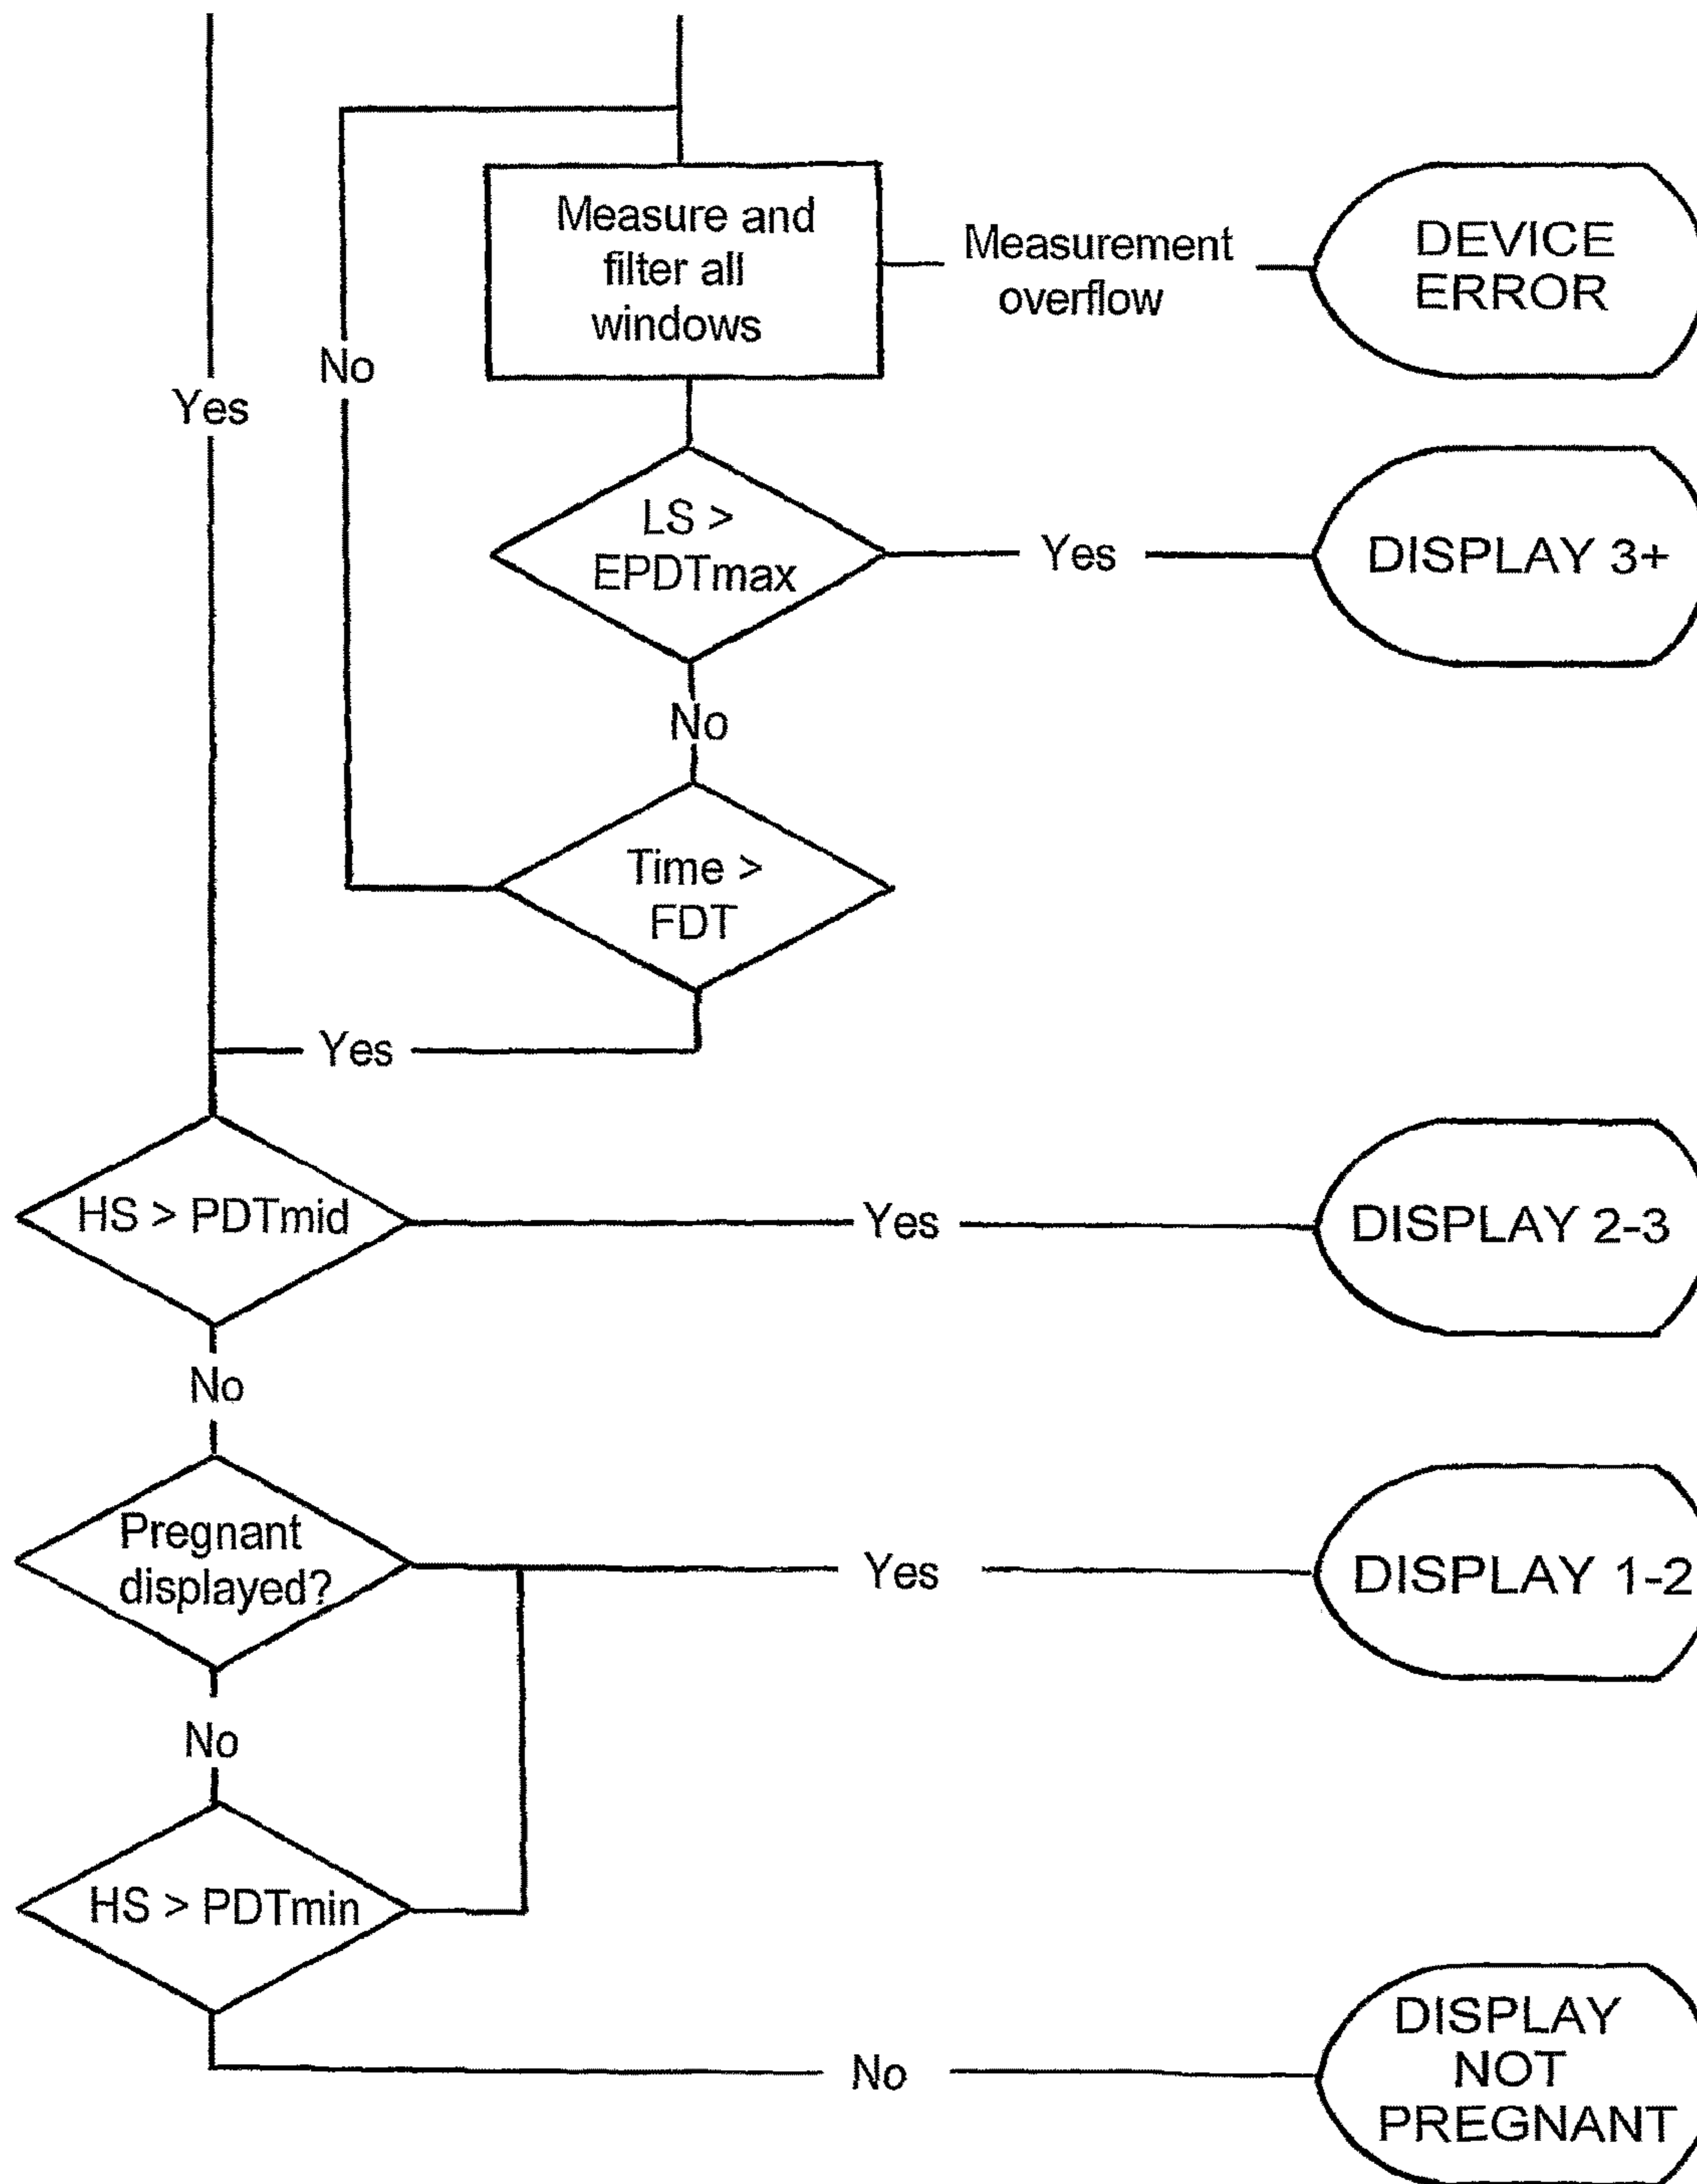 Measure and
filter all
windows
Measurement
overflow
DEVICE
ERROR
No
Yes
LS >
EPDTmax
Yes
DISPLAY 3+
No
Time >
FDT
Yes
HS > PDTmid
Yes
DISPLAY 2-3
No
Pregnant
displayed?
Yes
DISPLAY 1-2
No
HS > PDTmin
No
DISPLAY
NOT
PREGNANT